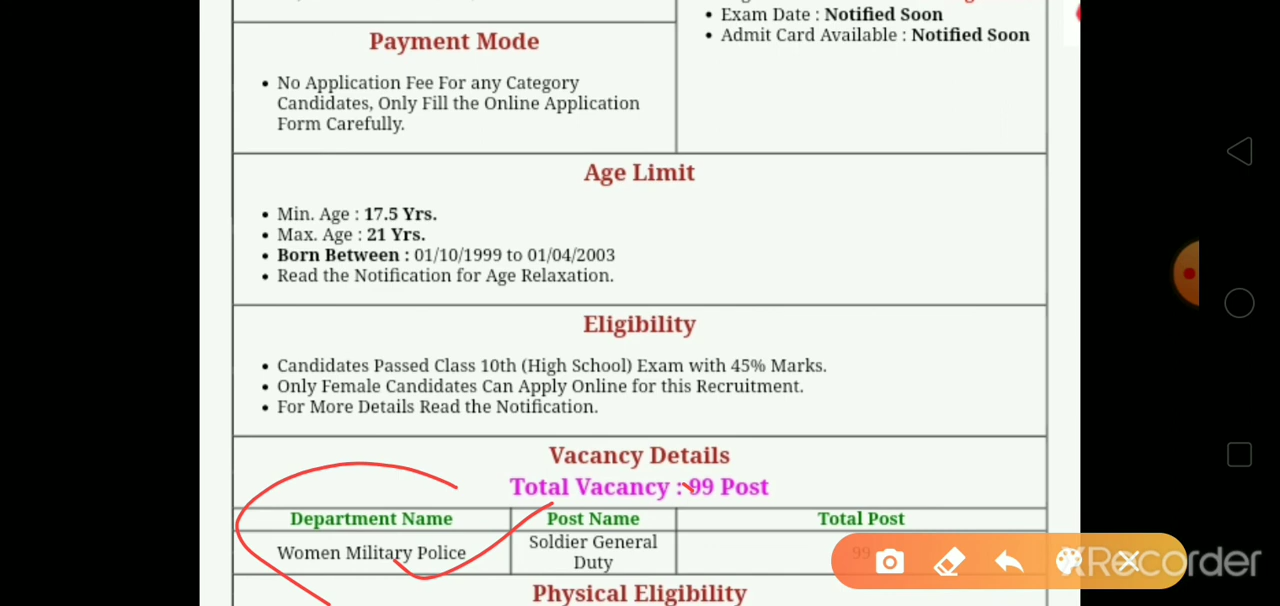 Exam Date : Notified Soon
Admit Card Available : Notified Soon
Payment Mode
No Application Fee For any Category
Candidates, Only Fill the Online Application
Form Carefully.
Age Limit
Min. Age : 17.5 Yrs.
Max. Age : 21 Yrs.
Born Between : 01/10/1999 to 01/04/2003
Read the Notification for Age Relaxation.
Eligibility
Candidates Passed Class 10th (High School) Exam with 45% Marks.
Only Female Candidates Can Apply Online for this Recruitment.
For More Details Read the Notification.
Vacancy Details
Total Vacancy : 99 Post
Department Name Post Name Total Post
Women Military Police Soldier General Duty 99
XRecorder
Physical Eligibility